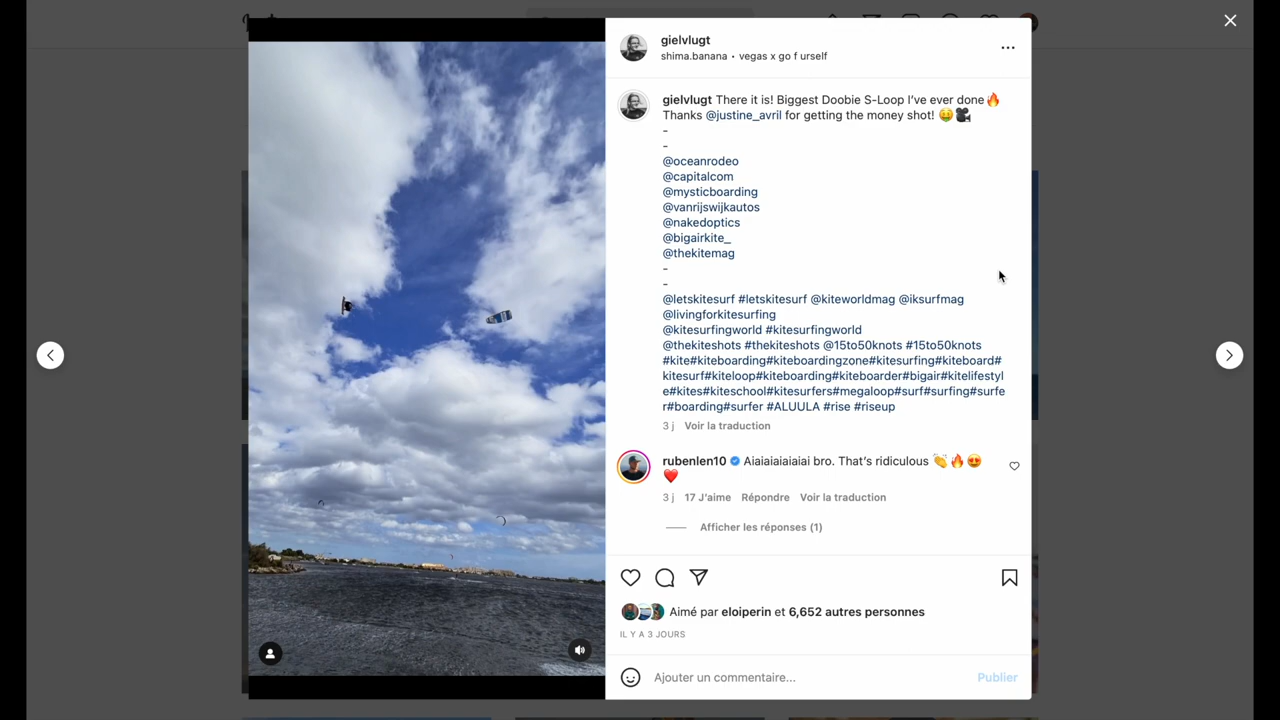 gielvlugt
shima.banana • vegas x go f urself
gielvlugt There it is! Biggest Doobie S-Loop I've ever done🔥
Thanks @justine_avril for getting the money shot! 🤑🎥
-
-
@oceanrodeo
@capitalcom
@mysticboarding
@vanrijswijkautos
@nakedoptics
@bigairkite_
@thekitemag
-
-
@letskitesurf #letskitesurf @kiteworldmag @iksurfmag
@livingforkitesurfing
@kitesurfingworld #kitesurfingworld
@thekiteshots #thekiteshots @15to50knots #15to50knots
#kite#kiteboarding#kiteboardingzone#kitesurfing#kiteboard#
kitesurf#kiteloop#kiteboarding#kiteboarder#bigair#kitelifestyl
e#kites#kiteschool#kitesurfers#megaloop#surf#surfing#surfe
r#boarding#surfer #ALUULA #rise #riseup
3 j Voir la traduction
rubenlen10 Aiaiaiaiaiai bro. That's ridiculous 👏🔥😍
❤️
3 j 17 J'aime Répondre Voir la traduction
Afficher les réponses (1)
Aimé par eloiperin et 6,652 autres personnes
IL Y A 3 JOURS
Ajouter un commentaire... Publier